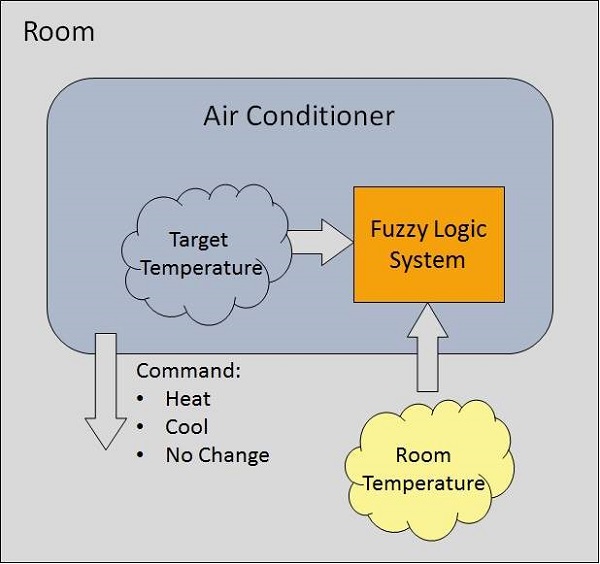 Room
Air Conditioner
Target
Temperature
Fuzzy Logic
System
Command:
• Heat
• Cool
• No Change
Room
Temperature